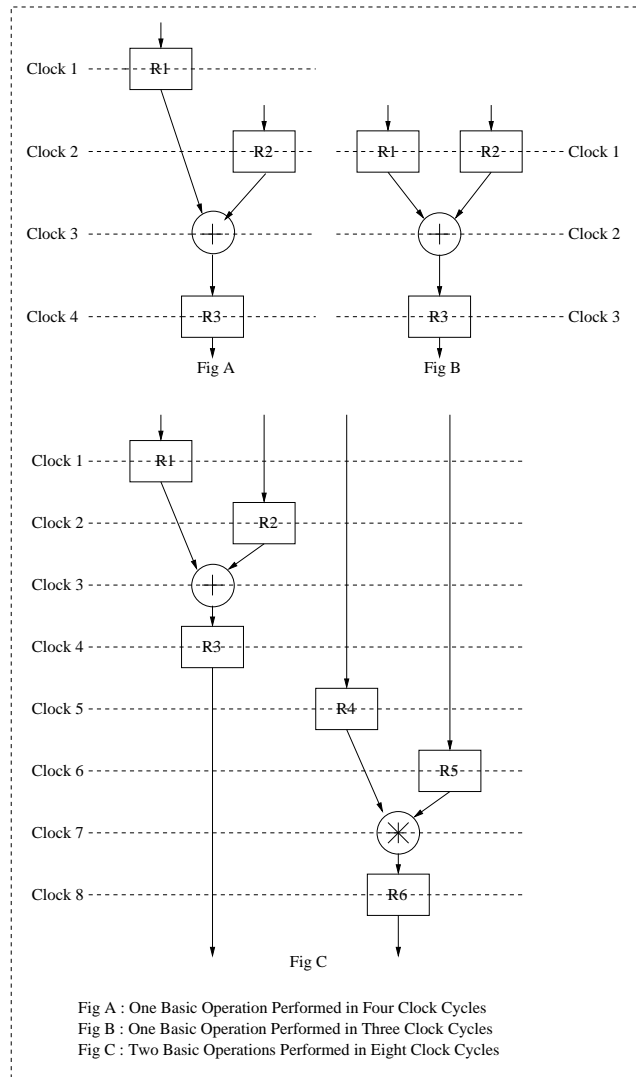 Clock 1
R1
Clock 2
R2
R1
R2
Clock 1
Clock 3
+
+
Clock 2
Clock 4
R3
R3
Clock 3
Fig A
Fig B
Clock 1
R1
Clock 2
R2
Clock 3
+
Clock 4
R3
Clock 5
R4
Clock 6
R5
Clock 7
*
Clock 8
R6
Fig C
Fig A : One Basic Operation Performed in Four Clock Cycles
Fig B : One Basic Operation Performed in Three Clock Cycles
Fig C : Two Basic Operations Performed in Eight Clock Cycles